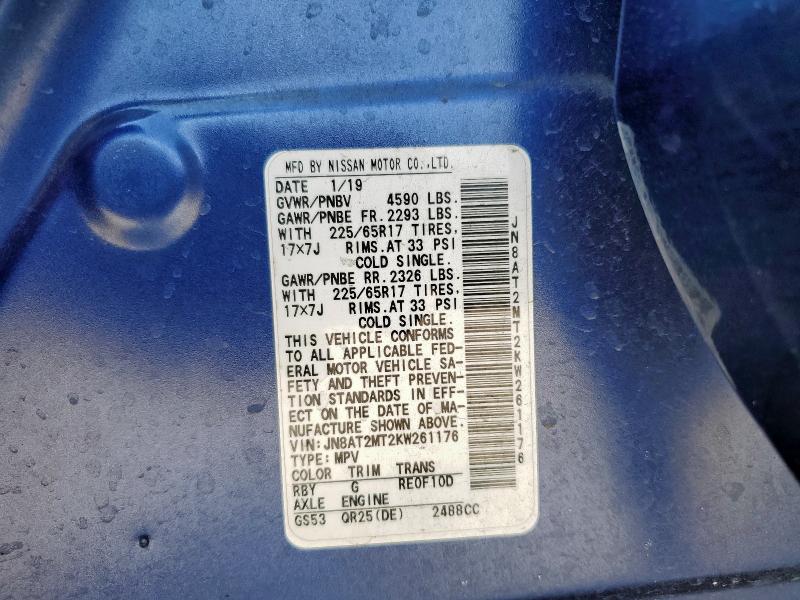 MFD BY NISSAN MOTOR CO.,LTD.
DATE 1/19
GVWR/PNBV 4590 LBS.
GAWR/PNBE FR. 2293 LBS.
WITH 225/65R17 TIRES,
17×7J RIMS.AT 33 PSI
COLD SINGLE.
GAWR/PNBE RR. 2326 LBS.
WITH 225/65R17 TIRES,
17×7J RIMS.AT 33 PSI
COLD SINGLE.
THIS VEHICLE CONFORMS
TO ALL APPLICABLE FED-
ERAL MOTOR VEHICLE SA-
FETY AND THEFT PREVEN-
TION STANDARDS IN EFF-
ECT ON THE DATE OF MA-
NUFACTURE SHOWN ABOVE.
VIN:JN8AT2MT2KW261176
TYPE:MPV
COLOR TRIM TRANS
RBY G RE0F10D
AXLE ENGINE
GS53 QR25(DE) 2488CC
JN8AT2MT2KW261176